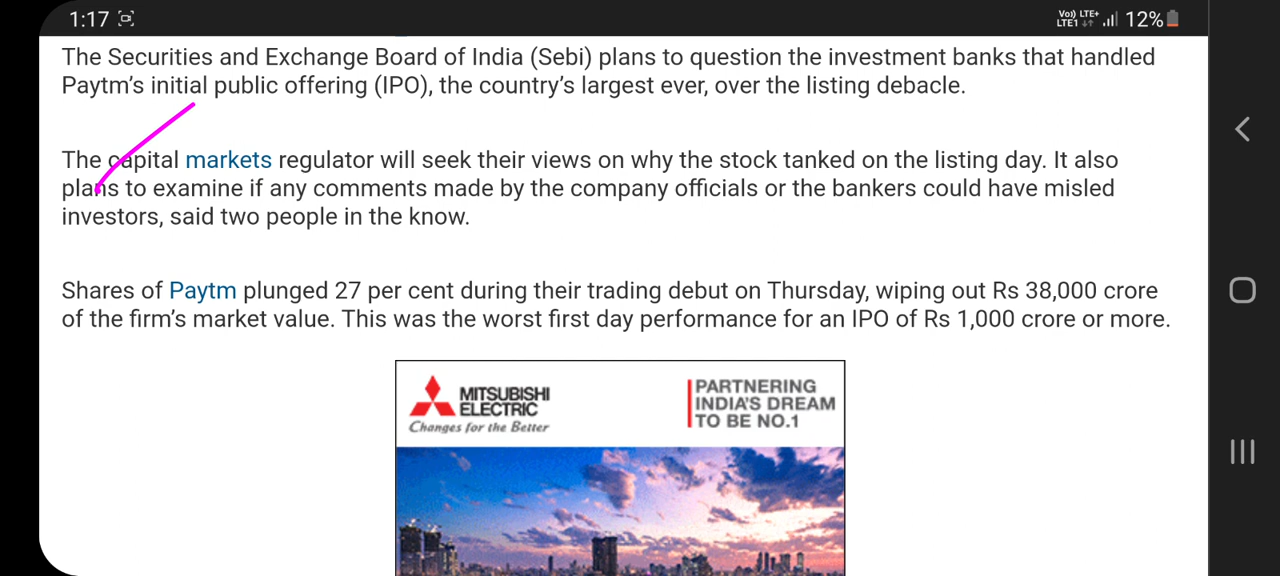 1:17
Vo)) LTE+
LTE1
12%
The Securities and Exchange Board of India (Sebi) plans to question the investment banks that handled
Paytm's initial public offering (IPO), the country's largest ever, over the listing debacle.
The capital markets regulator will seek their views on why the stock tanked on the listing day. It also
plans to examine if any comments made by the company officials or the bankers could have misled
investors, said two people in the know.
Shares of Paytm plunged 27 per cent during their trading debut on Thursday, wiping out Rs 38,000 crore
of the firm's market value. This was the worst first day performance for an IPO of Rs 1,000 crore or more.
MITSUBISHI
ELECTRIC
Changes for the Better
PARTNERING
INDIA'S DREAM
TO BE NO.1